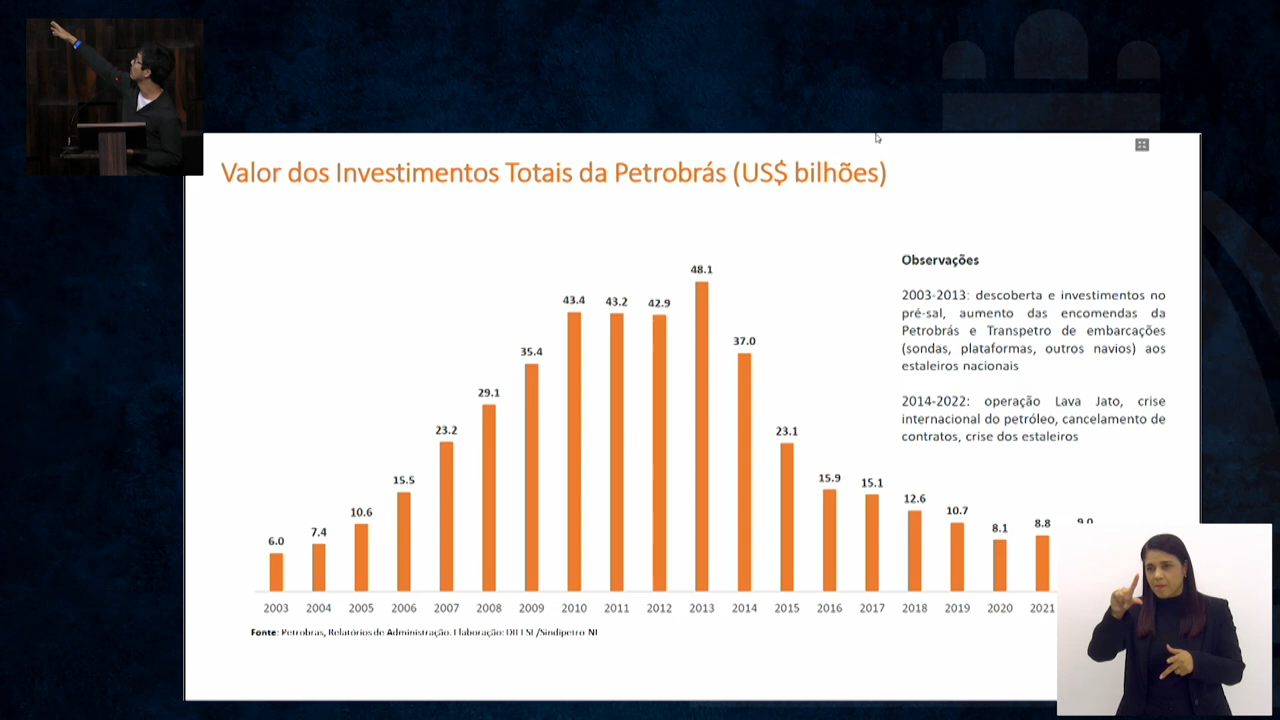 Valor dos Investimentos Totais da Petrobrás (US$ bilhões)
Observações
2003-2013: descoberta e investimentos no
pré-sal, aumento das encomendas da
Petrobrás e Transpetro de embarcações
(sondas, plataformas, outros navios) aos
estaleiros nacionais
2014-2022: operação Lava Jato, crise
internacional do petróleo, cancelamento de
contratos, crise dos estaleiros
6.0 7.4 10.6 15.5 23.2 29.1 35.4 43.4 43.2 42.9 48.1 37.0 23.1 15.9 15.1 12.6 10.7 8.1 8.8
2003 2004 2005 2006 2007 2008 2009 2010 2011 2012 2013 2014 2015 2016 2017 2018 2019 2020 2021
Fonte: Petrobras, Relatórios de Administração. Elaboração: